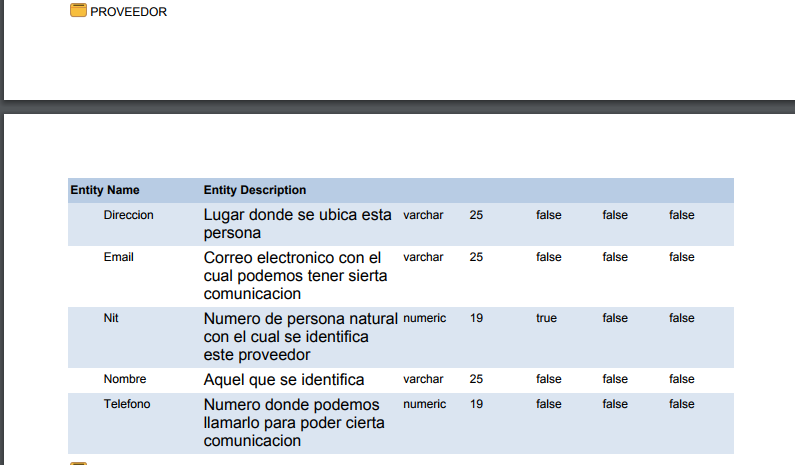 PROVEEDOR
Entity Name Entity Description
Direccion Lugar donde se ubica esta varchar 25 false false false
persona
Email Correo electronico con el varchar 25 false false false
cual podemos tener sierta
comunicacion
Nit Numero de persona natural numeric 19 true false false
con el cual se identifica
este proveedor
Nombre Aquel que se identifica varchar 25 false false false
Telefono Numero donde podemos numeric 19 false false false
llamarlo para poder cierta
comunicacion